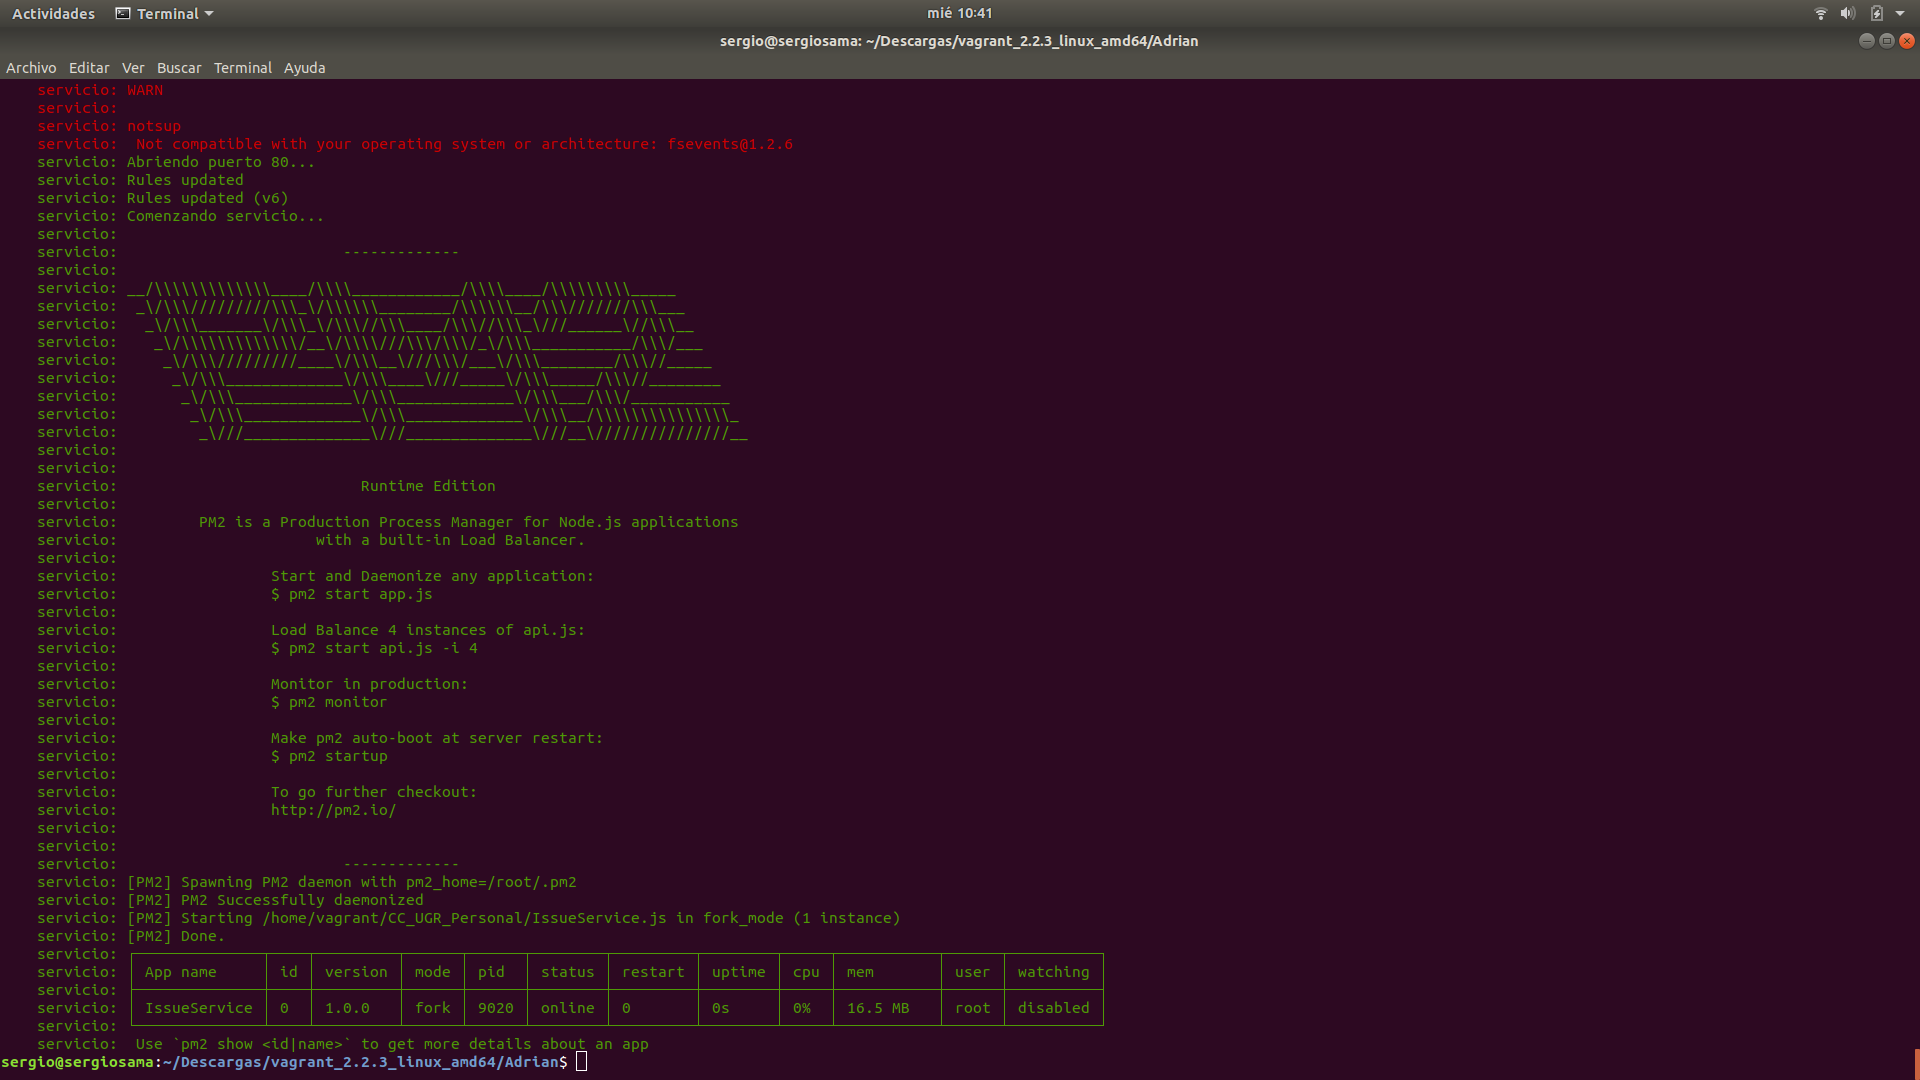 Actividades Terminal mié 10:41
sergio@sergiosama: ~/Descargas/vagrant_2.2.3_linux_amd64/Adrian
Archivo Editar Ver Buscar Terminal Ayuda
    servicio: WARN
    servicio:
    servicio: notsup
    servicio:  Not compatible with your operating system or architecture: fsevents@1.2.6
    servicio: Abriendo puerto 80...
    servicio: Rules updated
    servicio: Rules updated (v6)
    servicio: Comenzando servicio...
    servicio:
    servicio:                         -------------
    servicio:
    servicio: __/\\\\\\\\\\\\\____/\\\\____________/\\\\____/\\\\\\\\\_____
    servicio:  _\/\\\/////////\\\_\/\\\\\\________/\\\\\\__/\\\///////\\\___
    servicio:   _\/\\\_______\/\\\_\/\\\//\\\____/\\\//\\\_\///______\//\\\__
    servicio:    _\/\\\\\\\\\\\\\/__\/\\\\///\\\/\\\/_\/\\\___________/\\\/___
    servicio:     _\/\\\/////////____\/\\\__\///\\\/___\/\\\________/\\\//_____
    servicio:      _\/\\\_____________\/\\\____\///_____\/\\\_____/\\\//________
    servicio:       _\/\\\_____________\/\\\_____________\/\\\___/\\\/___________
    servicio:        _\/\\\_____________\/\\\_____________\/\\\__/\\\\\\\\\\\\\\\_
    servicio:         _\///______________\///______________\///__\///////////////__
    servicio:
    servicio:
    servicio:                           Runtime Edition
    servicio:
    servicio:         PM2 is a Production Process Manager for Node.js applications
    servicio:                      with a built-in Load Balancer.
    servicio:
    servicio:                 Start and Daemonize any application:
    servicio:                 $ pm2 start app.js
    servicio:
    servicio:                 Load Balance 4 instances of api.js:
    servicio:                 $ pm2 start api.js -i 4
    servicio:
    servicio:                 Monitor in production:
    servicio:                 $ pm2 monitor
    servicio:
    servicio:                 Make pm2 auto-boot at server restart:
    servicio:                 $ pm2 startup
    servicio:
    servicio:                 To go further checkout:
    servicio:                 http://pm2.io/
    servicio:
    servicio:
    servicio:                         -------------
    servicio: [PM2] Spawning PM2 daemon with pm2_home=/root/.pm2
    servicio: [PM2] PM2 Successfully daemonized
    servicio: [PM2] Starting /home/vagrant/CC_UGR_Personal/IssueService.js in fork_mode (1 instance)
    servicio: [PM2] Done.
    servicio:
    servicio: App name id version mode pid status restart uptime cpu mem user watching
    servicio:
    servicio: IssueService 0 1.0.0 fork 9020 online 0 0s 0% 16.5 MB root disabled
    servicio:
    servicio:  Use `pm2 show <id|name>` to get more details about an app
sergio@sergiosama:~/Descargas/vagrant_2.2.3_linux_amd64/Adrian$